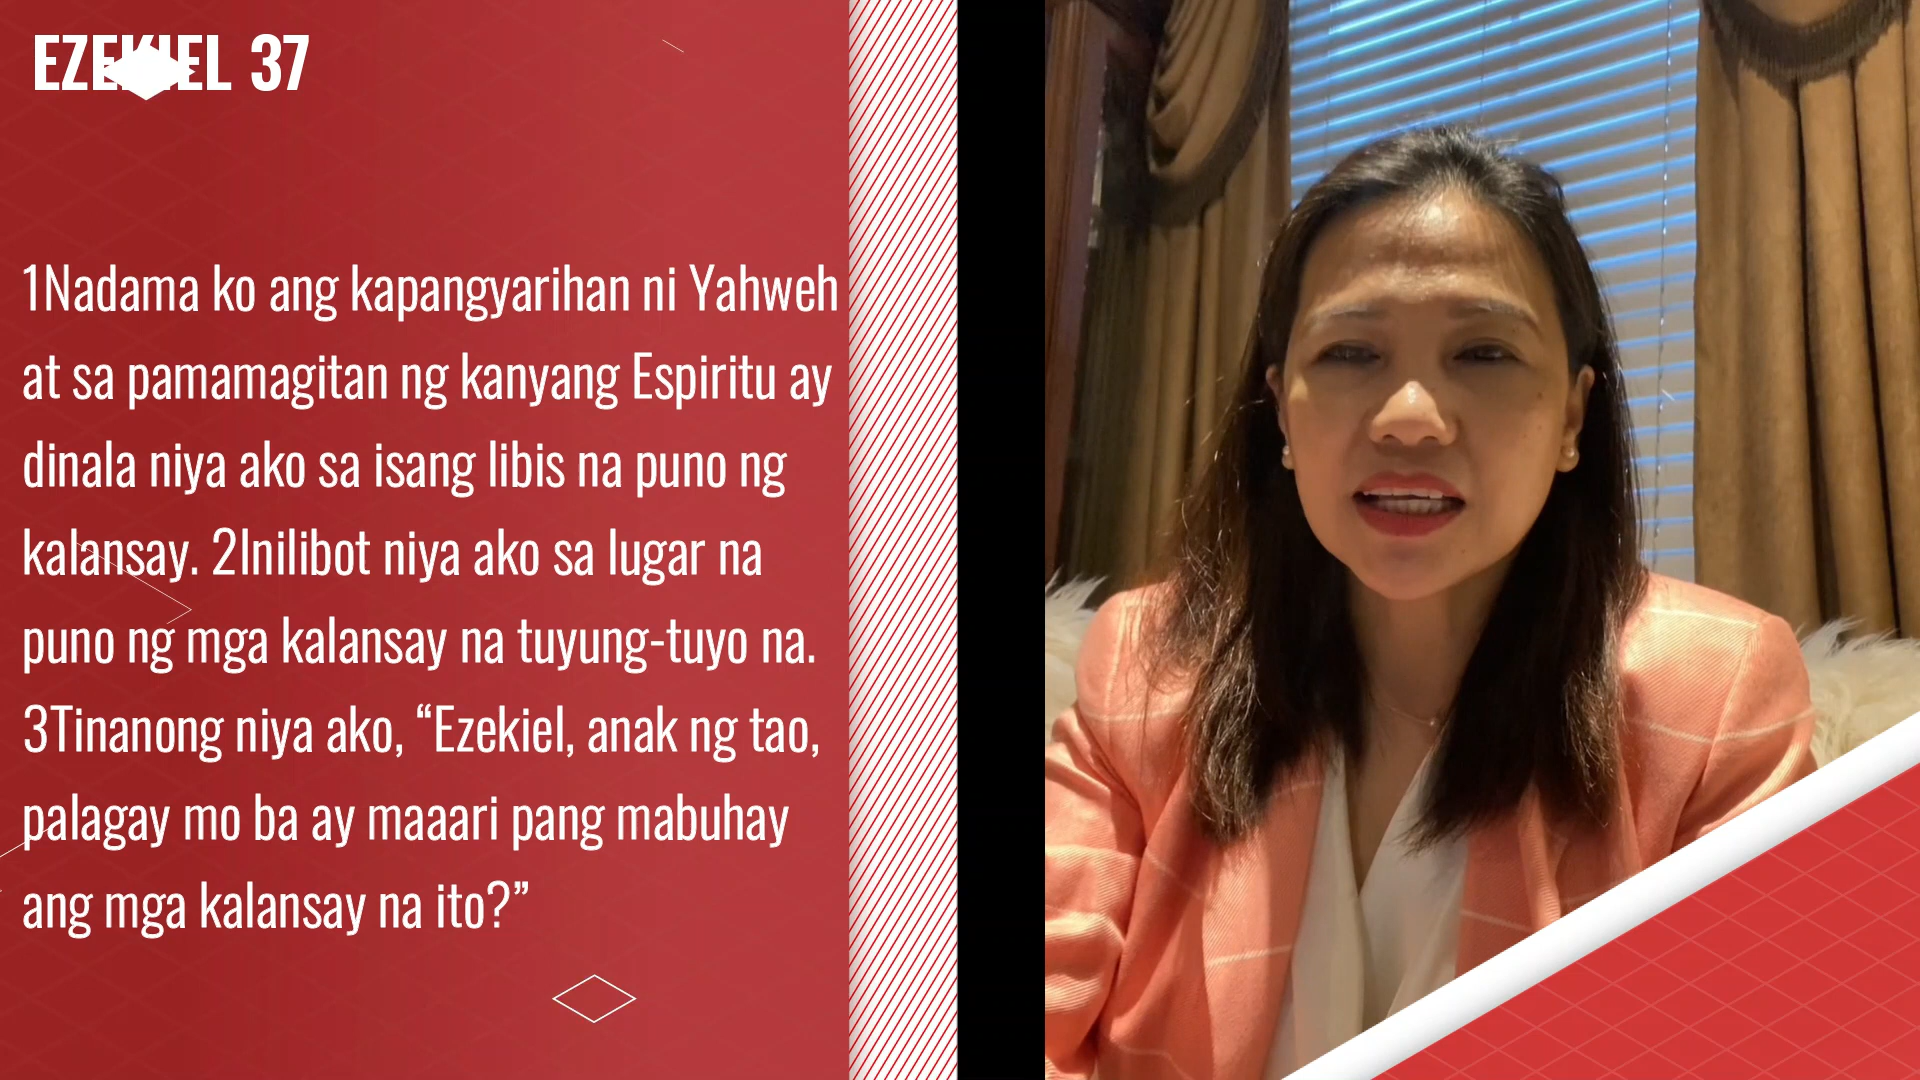 EZEKIEL 37
1Nadama ko ang kapangyarihan ni Yahweh
at sa pamamagitan ng kanyang Espiritu ay
dinala niya ako sa isang libis na puno ng
kalansay. 2Inilibot niya ako sa lugar na
puno ng mga kalansay na tuyung-tuyo na.
3Tinanong niya ako, “Ezekiel, anak ng tao,
palagay mo ba ay maaari pang mabuhay
ang mga kalansay na ito?”